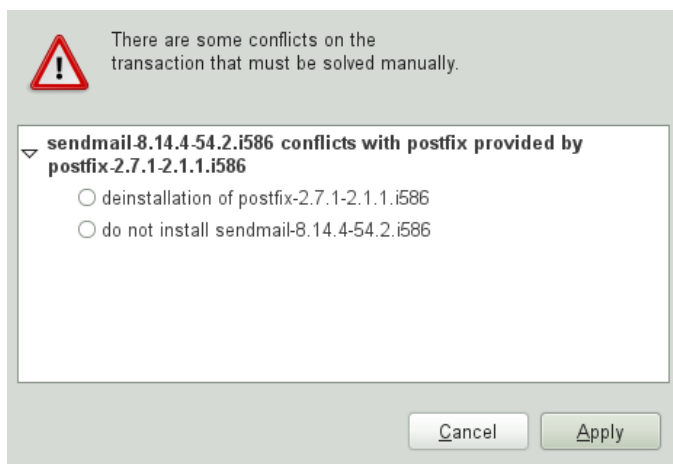 There are some conflicts on the
transaction that must be solved manually.
sendmail-8.14.4-54.2.i586 conflicts with postfix provided by
postfix-2.7.1-2.1.1.i586
deinstallation of postfix-2.7.1-2.1.1.i586
do not install sendmail-8.14.4-54.2.i586
Cancel
Apply